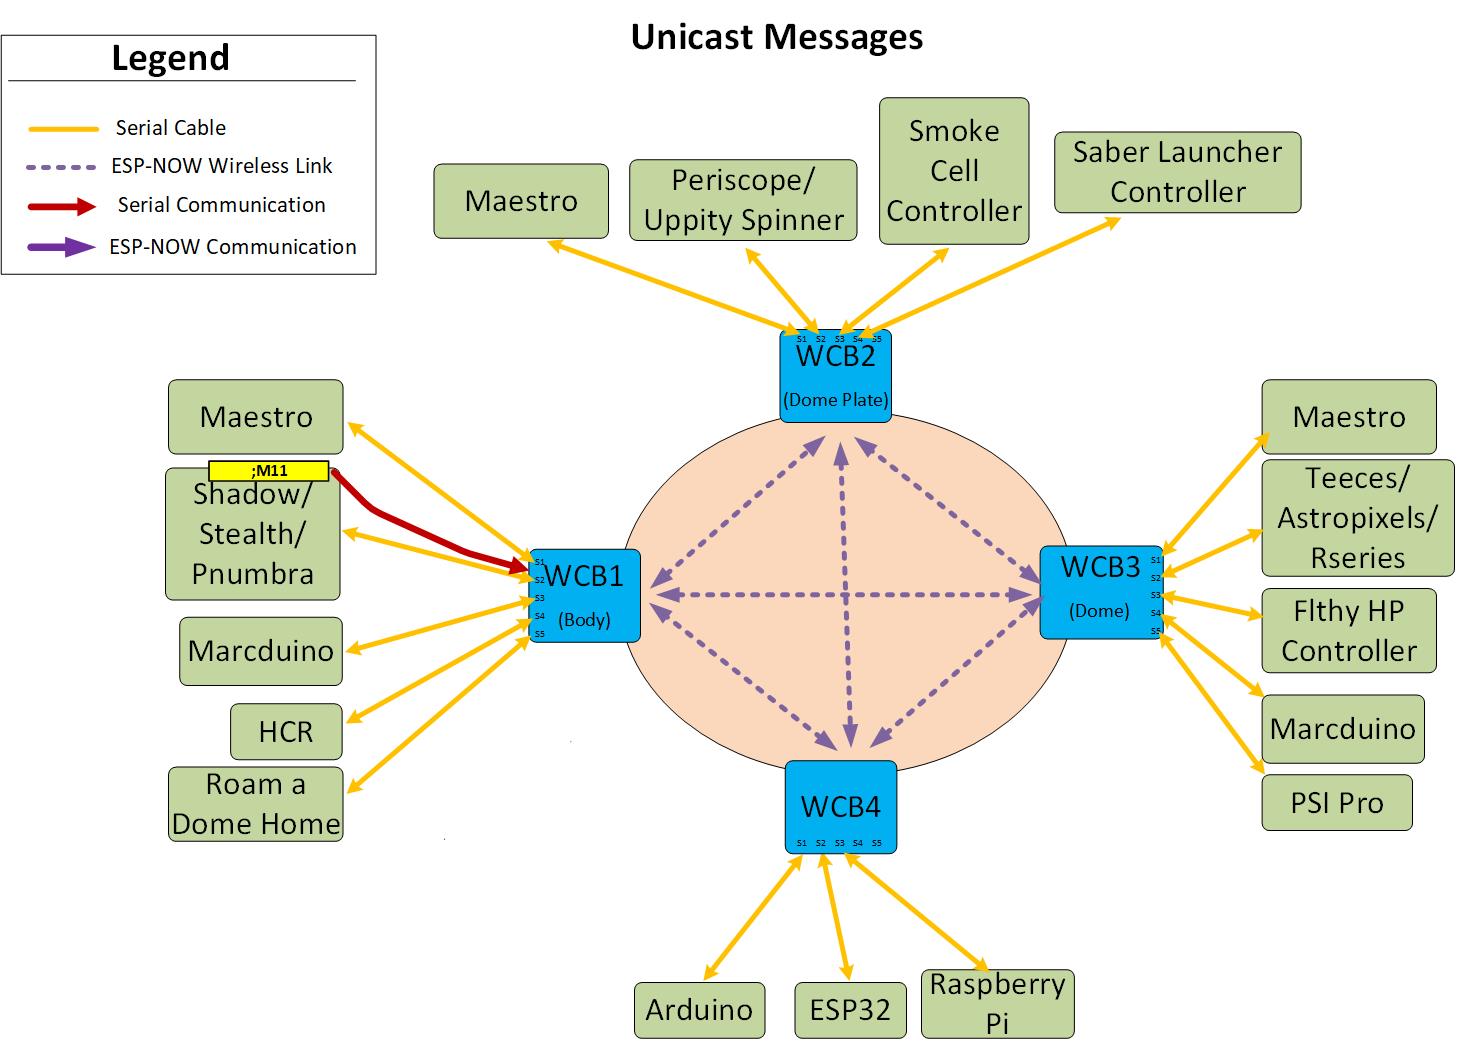 Unicast Messages
Legend
Serial Cable
ESP-NOW Wireless Link
Serial Communication
ESP-NOW Communication
Maestro
Periscope/
Uppity Spinner
Smoke
Cell
Controller
Saber Launcher
Controller
S1 S2 S3 S4 S5
WCB2
(Dome Plate)
Maestro
;M11
Shadow/
Stealth/
Pnumbra
Marcduino
HCR
Roam a
Dome Home
S1
S2
S3
S4
S5
WCB1
(Body)
WCB3
(Dome)
S1
S2
S3
S4
S5
Maestro
Teeces/
Astropixels/
Rseries
Flthy HP
Controller
Marcduino
PSI Pro
WCB4
S1 S2 S3 S4 S5
Arduino
ESP32
Raspberry
Pi